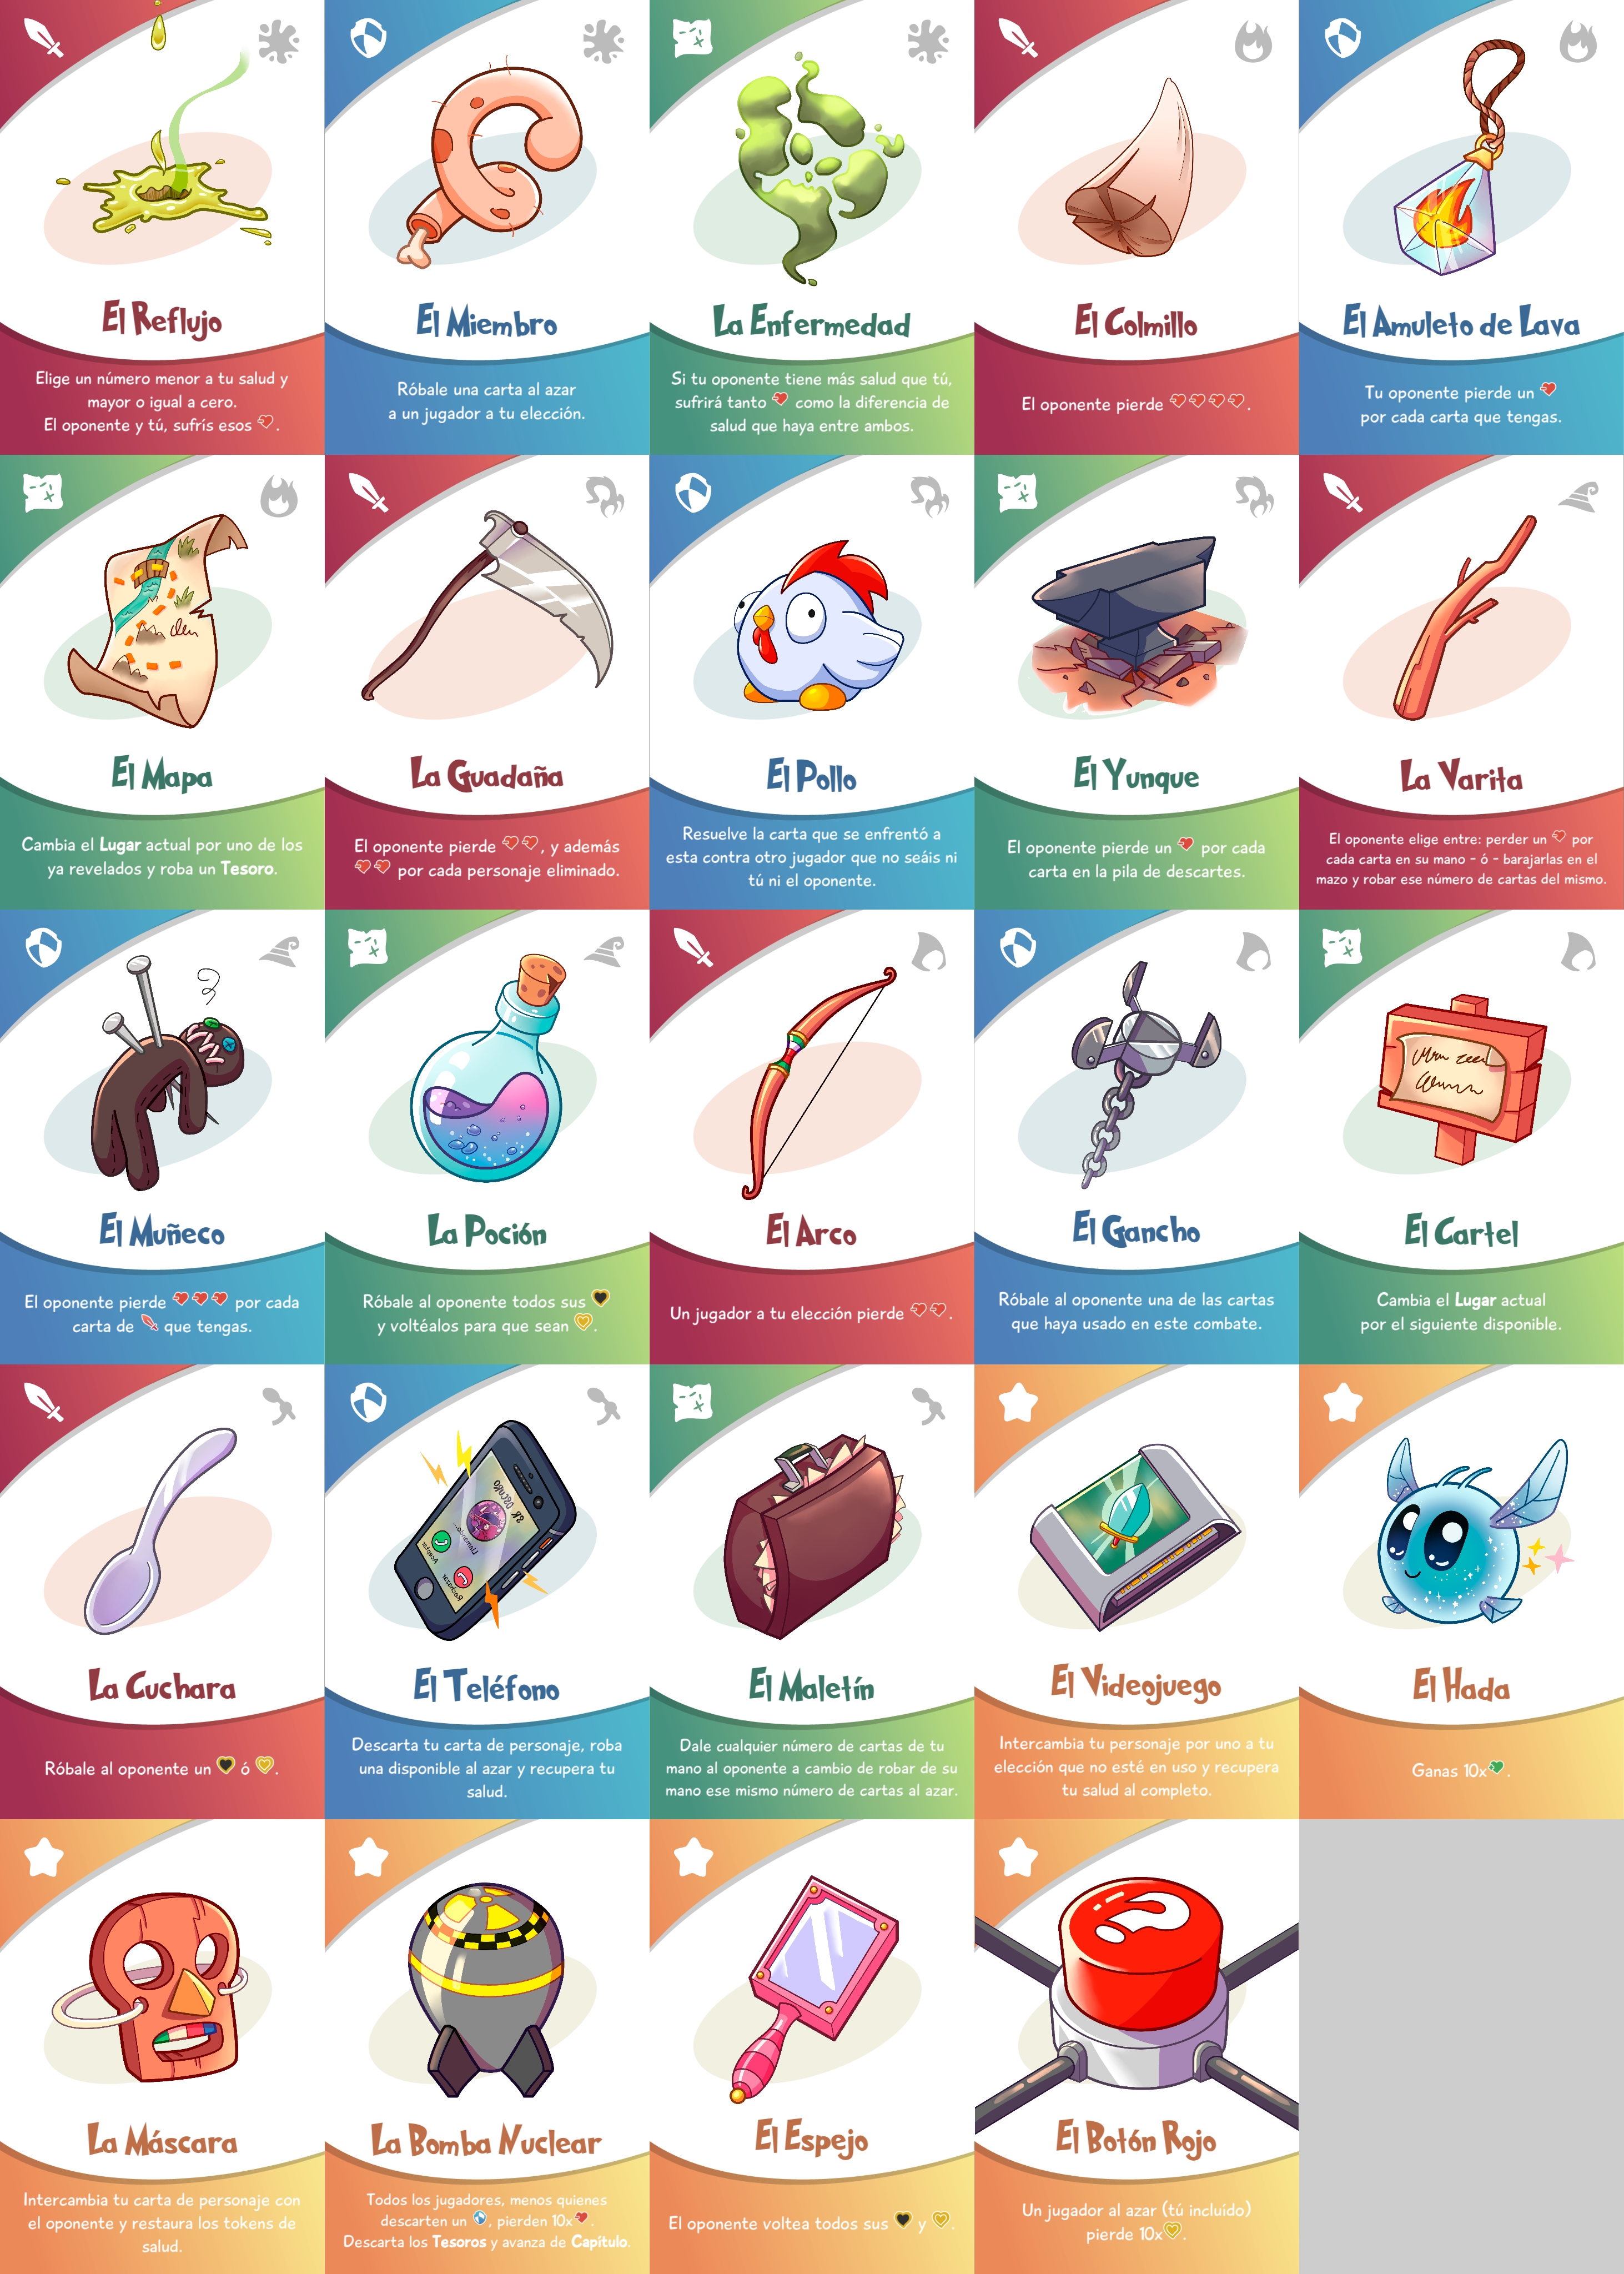 El Reflujo
Elige un número menor a tu salud y
mayor o igual a cero.
El oponente y tú, sufrís esos .
El Miembro
Róbale una carta al azar
a un jugador a tu elección.
La Enfermedad
Si tu oponente tiene más salud que tú,
sufrirá tanto como la diferencia de
salud que haya entre ambos.
El Colmillo
El oponente pierde .
El Amuleto de Lava
Tu oponente pierde un
por cada carta que tengas.
El Mapa
Cambia el Lugar actual por uno de los
ya revelados y roba un Tesoro.
La Guadaña
El oponente pierde , y además
por cada personaje eliminado.
El Pollo
Resuelve la carta que se enfrentó a
esta contra otro jugador que no seáis ni
tú ni el oponente.
El Yunque
El oponente pierde un por cada
carta en la pila de descartes.
La Varita
El oponente elige entre: perder un por
cada carta en su mano - ó - barajarlas en el
mazo y robar ese número de cartas del mismo.
El Muñeco
El oponente pierde por cada
carta de que tengas.
La Poción
Róbale al oponente todos sus
y voltéalos para que sean .
El Arco
Un jugador a tu elección pierde .
El Gancho
Róbale al oponente una de las cartas
que haya usado en este combate.
El Cartel
Cambia el Lugar actual
por el siguiente disponible.
La Cuchara
Róbale al oponente un ó .
Llamando...
Aceptar
Rechazar
El Teléfono
Descarta tu carta de personaje, roba
una disponible al azar y recupera tu
salud.
El Maletín
Dale cualquier número de cartas de tu
mano al oponente a cambio de robar de su
mano ese mismo número de cartas al azar.
El Videojuego
Intercambia tu personaje por uno a tu
elección que no esté en uso y recupera
tu salud al completo.
El Hada
Ganas 10x .
La Máscara
Intercambia tu carta de personaje con
el oponente y restaura los tokens de
salud.
La Bomba Nuclear
Todos los jugadores, menos quienes
descarten un , pierden 10x .
Descarta los Tesoros y avanza de Capítulo.
El Espejo
El oponente voltea todos sus y .
El Botón Rojo
Un jugador al azar (tú incluído)
pierde 10x .